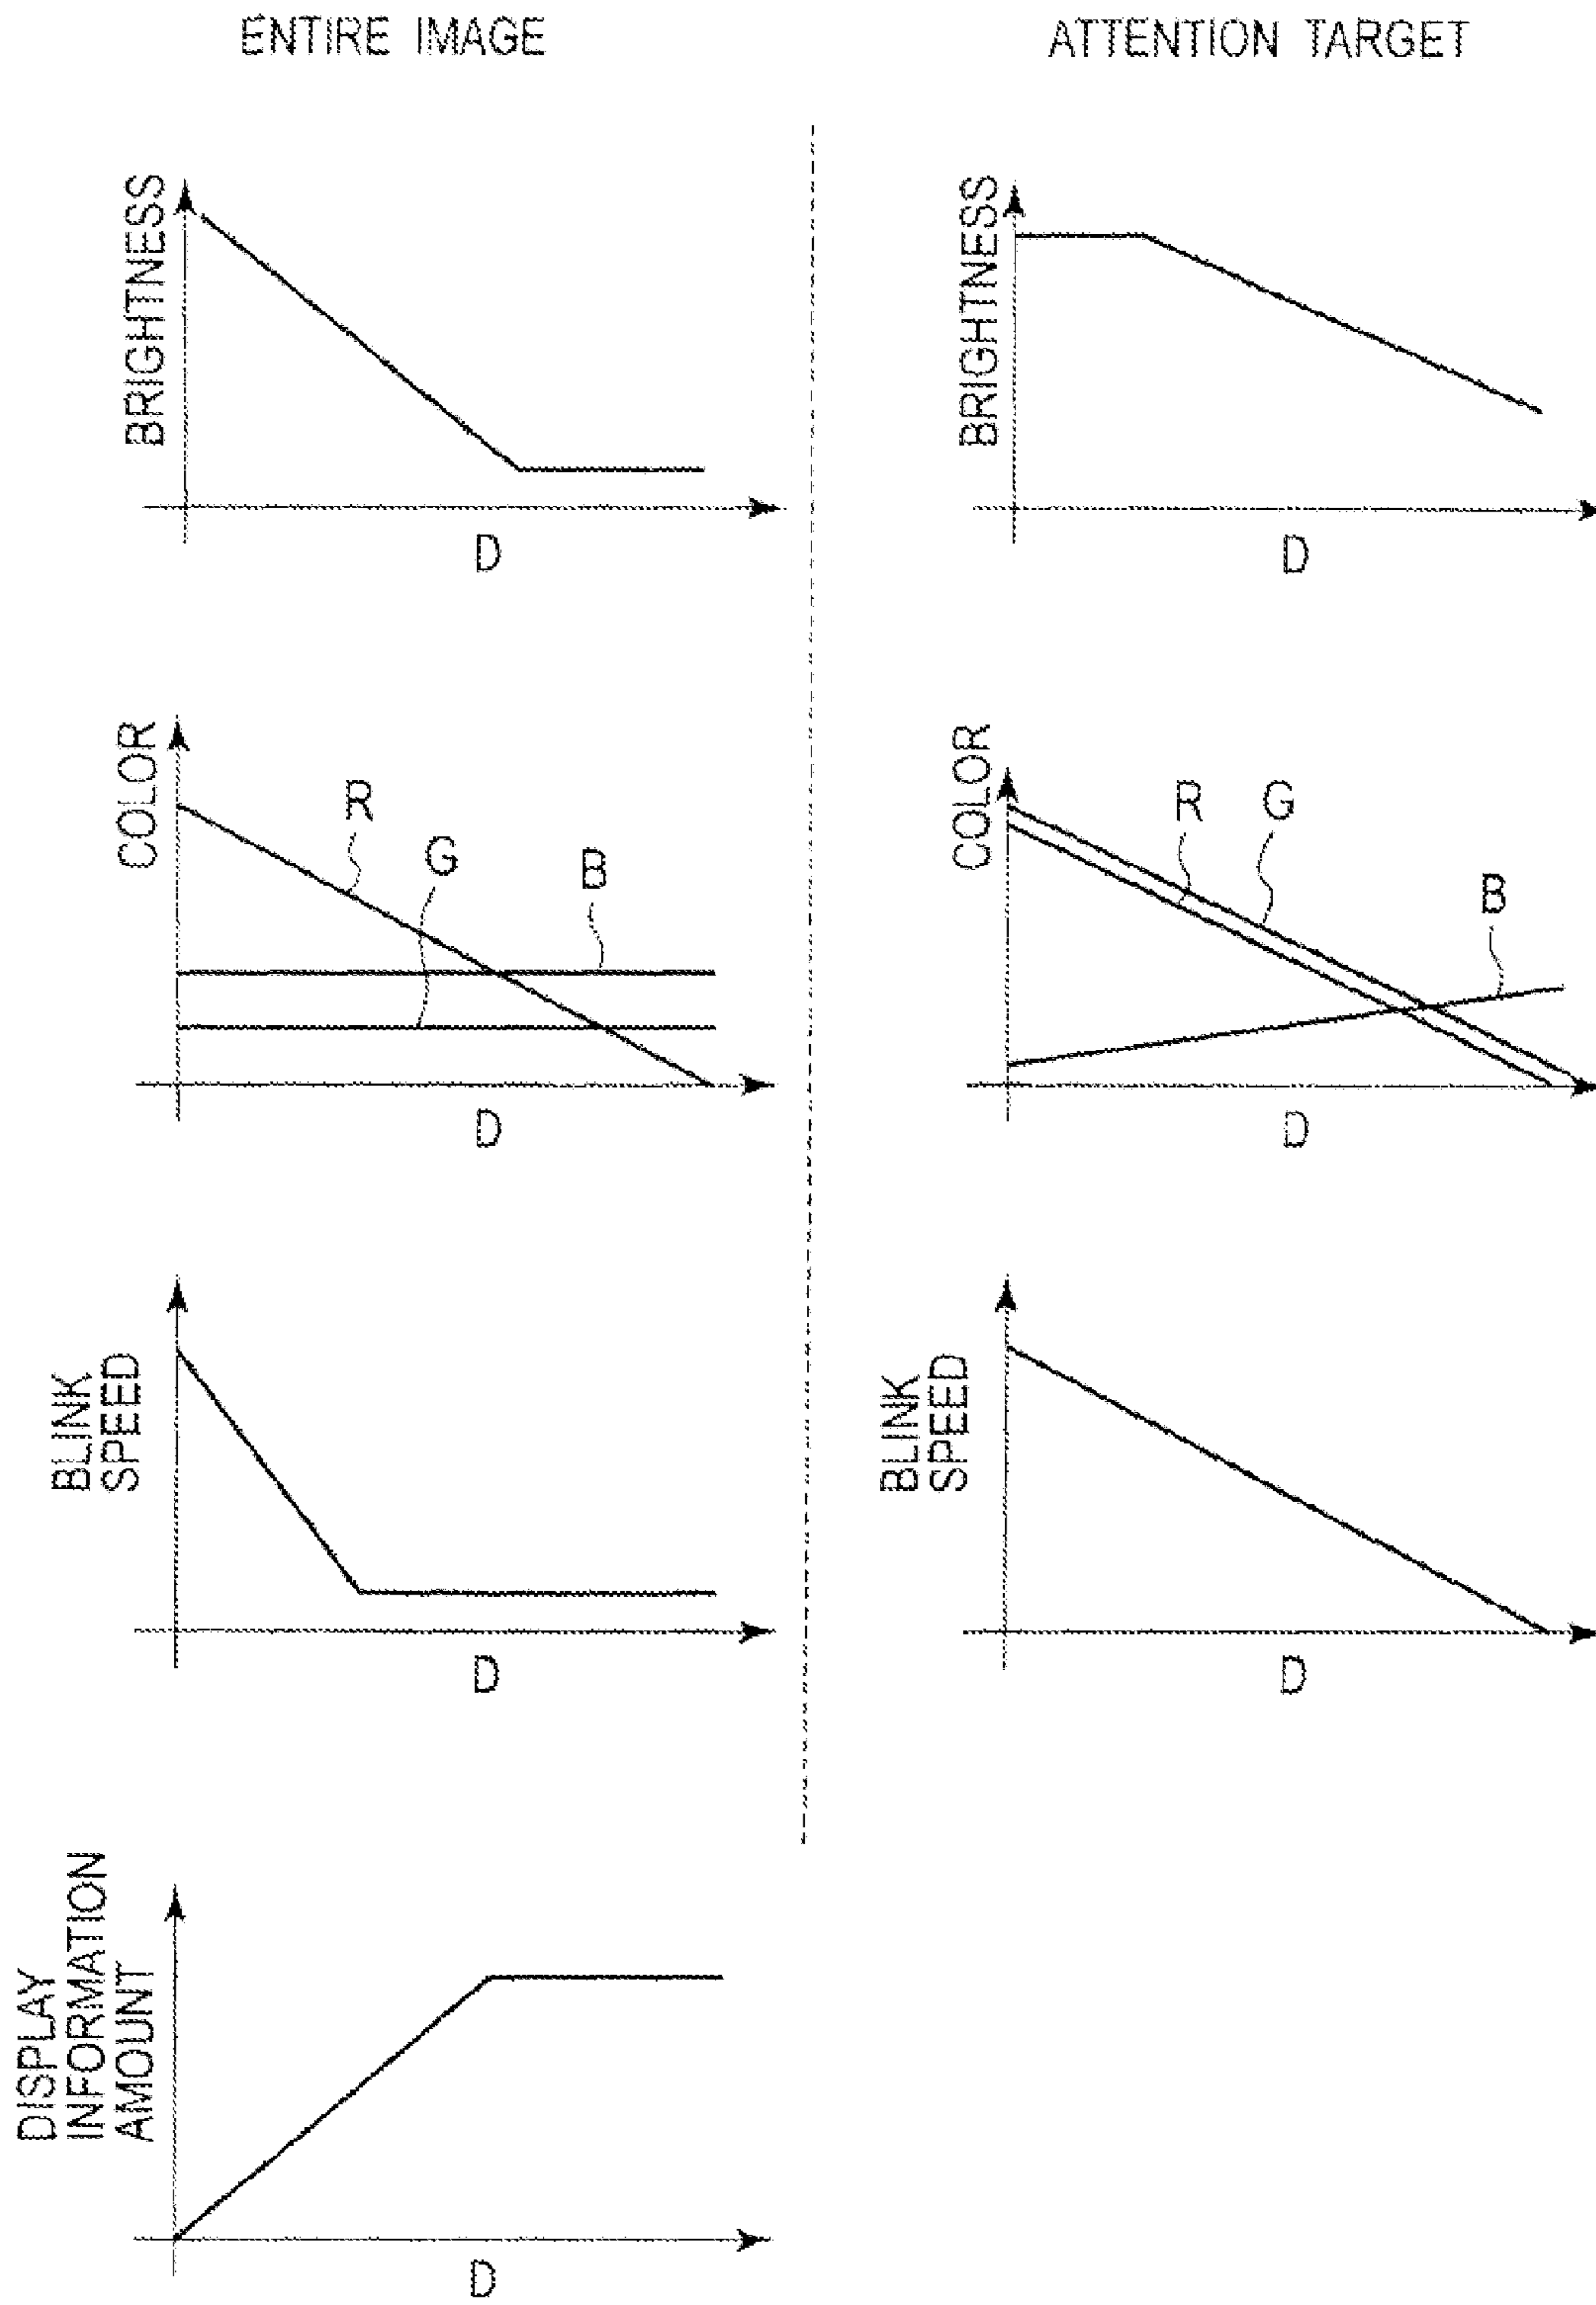 ENTIRE IMAGE
ATTENTION TARGET
BRIGHTNESS
D
BRIGHTNESS
D
COLOR
R
G
B
D
COLOR
R
G
B
D
BLINK
SPEED
D
BLINK
SPEED
D
DISPLAY
INFORMATION
AMOUNT
D